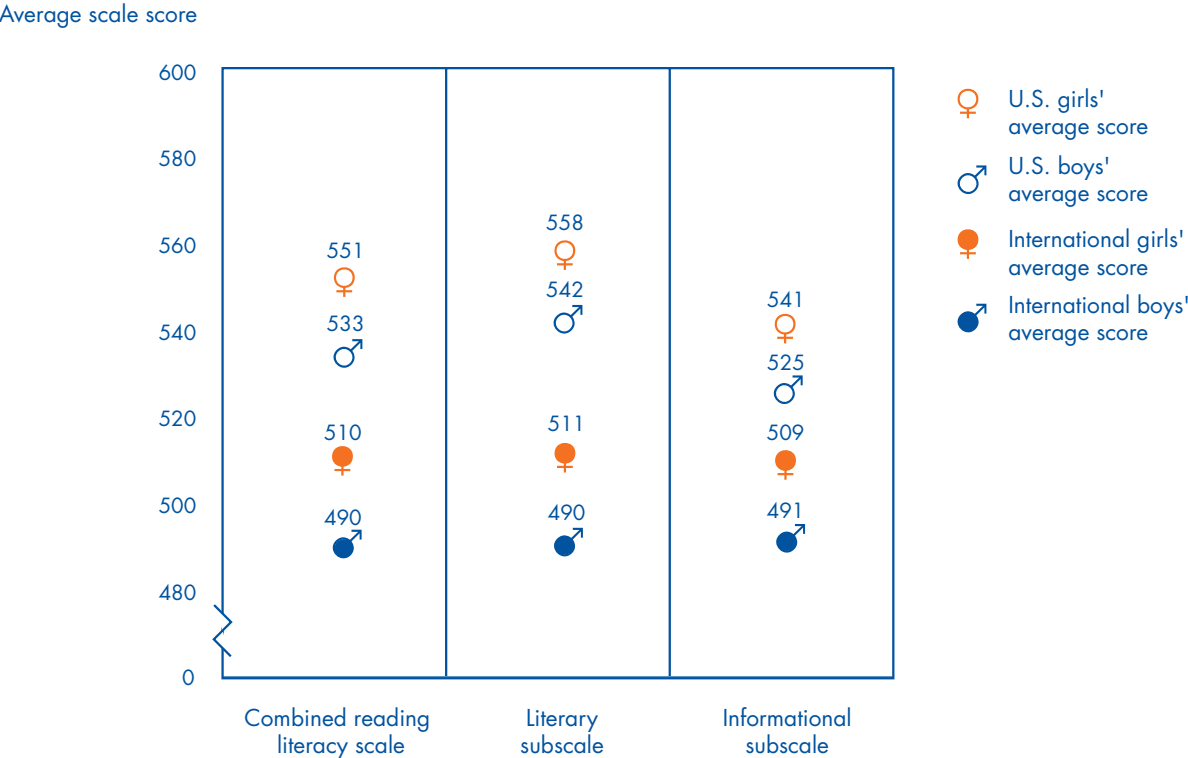 Average scale score
600
580
560
540
520
500
480
0
551
533
510
490
558
542
511
490
541
525
509
491
Combined reading
literacy scale
Literary
subscale
Informational
subscale
U.S. girls'
average score
U.S. boys'
average score
International girls'
average score
International boys'
average score